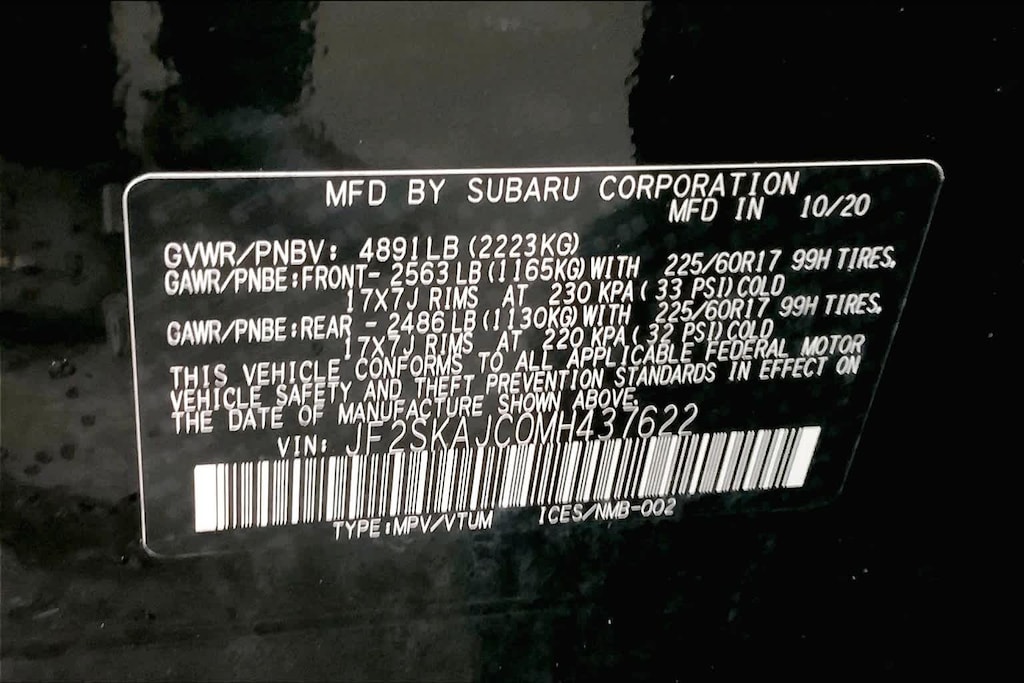 MFD BY SUBARU CORPORATION
MFD IN 10/20
GVWR/PNBV: 4891LB (2223KG)
GAWR/PNBE:FRONT- 2563LB (1165KG) WITH 225/60R17 99H TIRES,
17X7J RIMS AT 230 KPA ( 33 PSI) COLD
GAWR/PNBE:REAR - 2486LB (1130KG) WITH 225/60R17 99H TIRES,
17X7J RIMS AT 220 KPA ( 32 PSI) COLD
THIS VEHICLE CONFORMS TO ALL APPLICABLE FEDERAL MOTOR
VEHICLE SAFETY AND THEFT PREVENTION STANDARDS IN EFFECT ON
THE DATE OF MANUFACTURE SHOWN ABOVE.
VIN: JF2SKAJC0MH437622
TYPE:MPV/VTUM ICES/NMB-002